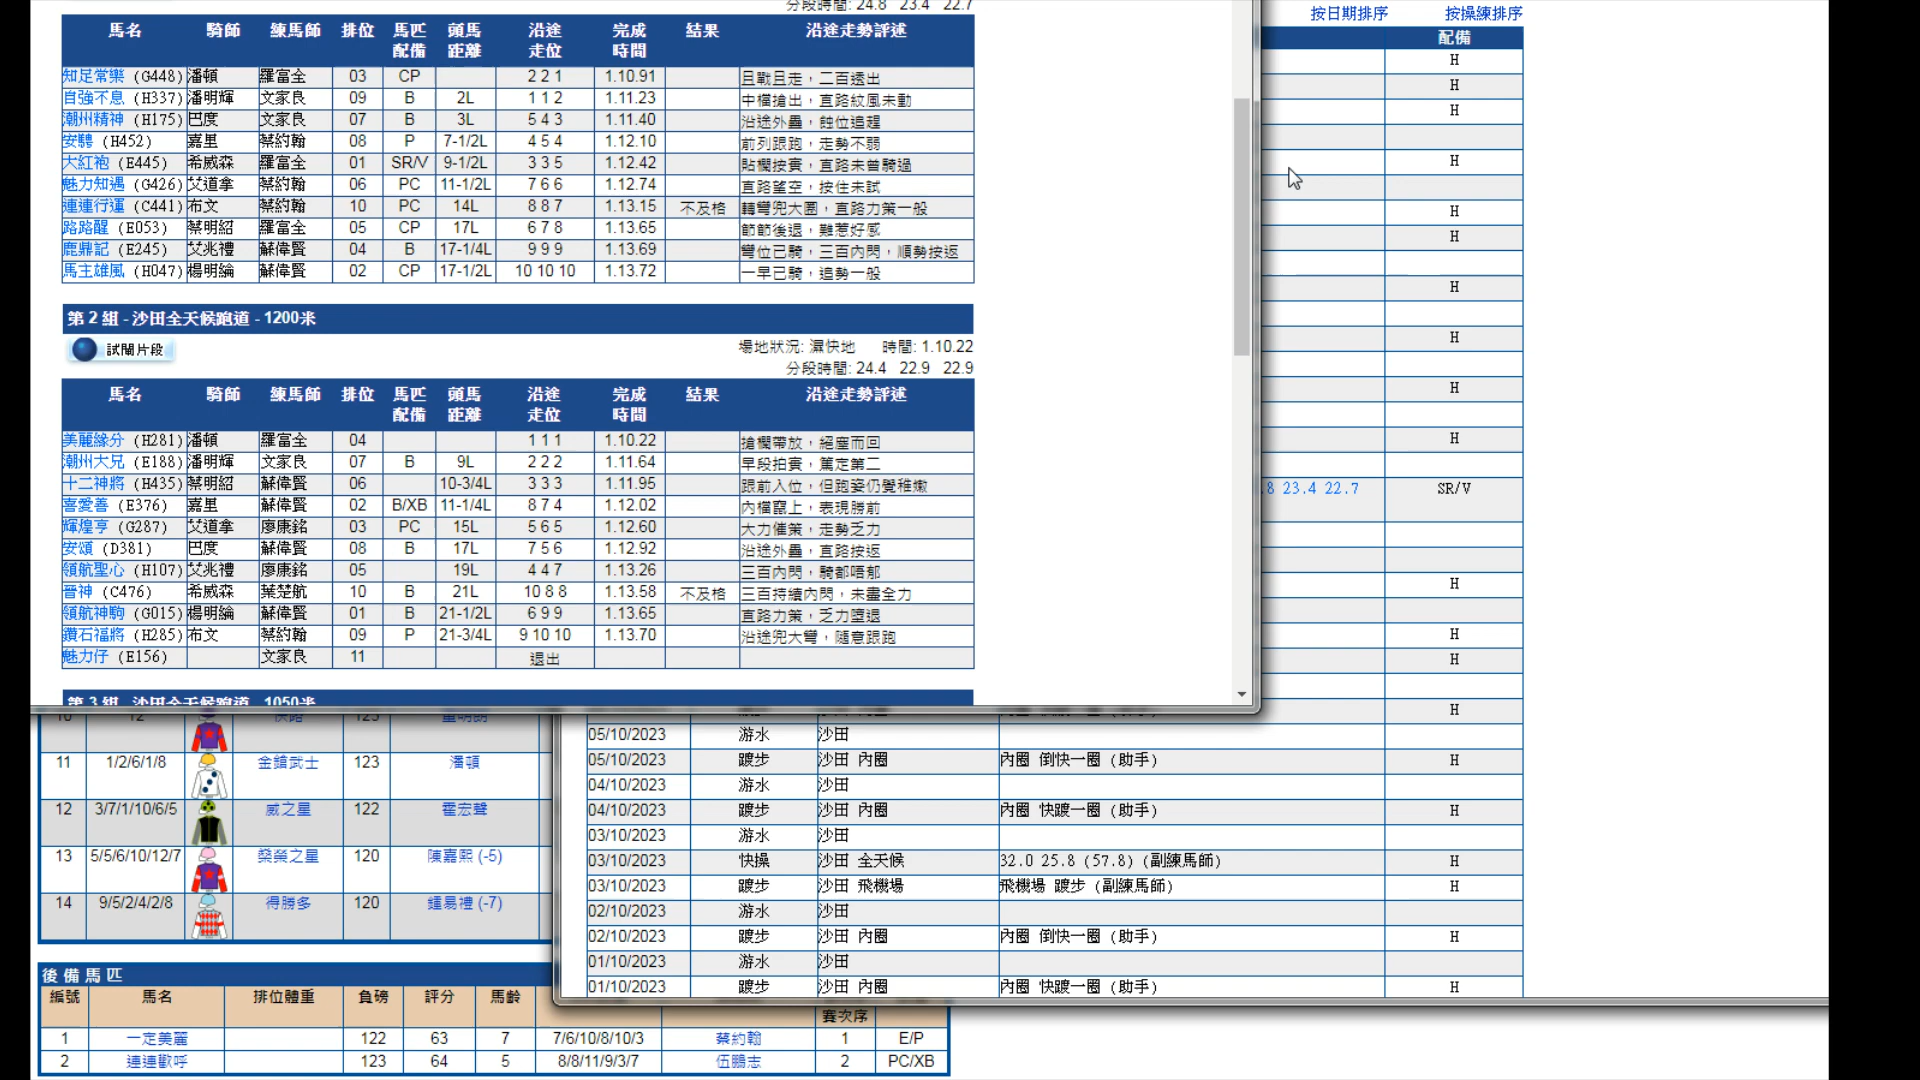 分段時間: 24.8 23.4 22.7
馬名 騎師 練馬師 排位 馬匹配備 頭馬距離 沿途走位 完成時間 結果 沿途走勢評述
知足常樂 (G448) 潘頓 羅富全 03 CP 2 2 1 1.10.91 且戰且走，二百透出
自強不息 (H337) 潘明輝 文家良 09 B 2L 1 1 2 1.11.23 中檔搶出，直路紋風未動
潮州精神 (H175) 巴度 文家良 07 B 3L 5 4 3 1.11.40 沿途外疊，蝕位追趕
安騁 (H452) 嘉里 蔡約翰 08 P 7-1/2L 4 5 4 1.12.10 前列跟跑，走勢不弱
大紅袍 (E445) 希威森 羅富全 01 SR/V 9-1/2L 3 3 5 1.12.42 貼欄按實，直路未曾騎過
魅力知遇 (G426) 艾道拿 蔡約翰 06 PC 11-1/2L 7 6 6 1.12.74 直路望空，按住未試
連連行運 (C441) 布文 蔡約翰 10 PC 14L 8 8 7 1.13.15 不及格 轉彎兜大圈，直路力策一般
路路醒 (E053) 蔡明紹 羅富全 05 CP 17L 6 7 8 1.13.65 節節後退，難惹好感
鹿鼎記 (E245) 艾兆禮 蘇偉賢 04 B 17-1/4L 9 9 9 1.13.69 彎位已騎，三百內閃，順勢按返
馬主雄風 (H047) 楊明綸 蘇偉賢 02 CP 17-1/2L 10 10 10 1.13.72 一早已騎，追勢一般
第 2 組 - 沙田全天候跑道 - 1200米
試閘片段
場地狀況: 濕快地 時間: 1.10.22
分段時間: 24.4 22.9 22.9
馬名 騎師 練馬師 排位 馬匹配備 頭馬距離 沿途走位 完成時間 結果 沿途走勢評述
美麗緣分 (H281) 潘頓 羅富全 04 1 1 1 1.10.22 搶欄帶放，絕塵而回
潮州大兄 (E188) 潘明輝 文家良 07 B 9L 2 2 2 1.11.64 早段拍實，篤定第二
十二神將 (H435) 蔡明紹 蘇偉賢 06 10-3/4L 3 3 3 1.11.95 跟前入位，但跑姿仍覺稚嫩
喜愛善 (E376) 嘉里 蘇偉賢 02 B/XB 11-1/4L 8 7 4 1.12.02 內檔竄上，表現勝前
輝煌亨 (G287) 艾道拿 廖康銘 03 PC 15L 5 6 5 1.12.60 大力催策，走勢乏力
安頌 (D381) 巴度 蘇偉賢 08 B 17L 7 5 6 1.12.92 沿途外疊，直路按返
領航聖心 (H107) 艾兆禮 廖康銘 05 19L 4 4 7 1.13.26 三百內閃，騎都唔郁
晉神 (C476) 希威森 葉楚航 10 B 21L 10 8 8 1.13.58 不及格 三百持續內閃，未盡全力
領航神駒 (G015) 楊明綸 蘇偉賢 01 B 21-1/2L 6 9 9 1.13.65 直路力策，乏力墮退
鑽石福將 (H285) 布文 蔡約翰 09 P 21-3/4L 9 10 10 1.13.70 沿途兜大彎，隨意跟跑
魅力仔 (E156) 文家良 11 退出
第 3 組 - 沙田全天候跑道 - 1050米
按日期排序 按操練排序
配備
H
H
H
H
H
H
H
H
H
H
.8 23.4 22.7 SR/V
H
H
H
H
05/10/2023 游水 沙田
05/10/2023 踱步 沙田 內圈 內圈 倒快一圈 (助手) H
04/10/2023 游水 沙田
04/10/2023 踱步 沙田 內圈 內圈 快踱一圈 (助手) H
03/10/2023 游水 沙田
03/10/2023 快操 沙田 全天候 32.0 25.8 (57.8) (副練馬師) H
03/10/2023 踱步 沙田 飛機場 飛機場 踱步 (副練馬師) H
02/10/2023 游水 沙田
02/10/2023 踱步 沙田 內圈 內圈 倒快一圈 (助手) H
01/10/2023 游水 沙田
01/10/2023 踱步 沙田 內圈 內圈 快踱一圈 (助手) H
10 12 125
11 1/2/6/1/8 金鎗武士 123 潘頓
12 3/7/1/10/6/5 威之星 122 霍宏聲
13 5/5/6/10/12/7 燊榮之星 120 陳嘉熙 (-5)
14 9/5/2/4/2/8 得勝多 120 鍾易禮 (-7)
後備馬匹
編號 馬名 排位體重 負磅 評分 馬齡 賽次序
1 一定美麗 122 63 7 7/6/10/8/10/3 蔡約翰 1 E/P
2 連連歡呼 123 64 5 8/8/11/9/3/7 伍鵬志 2 PC/XB